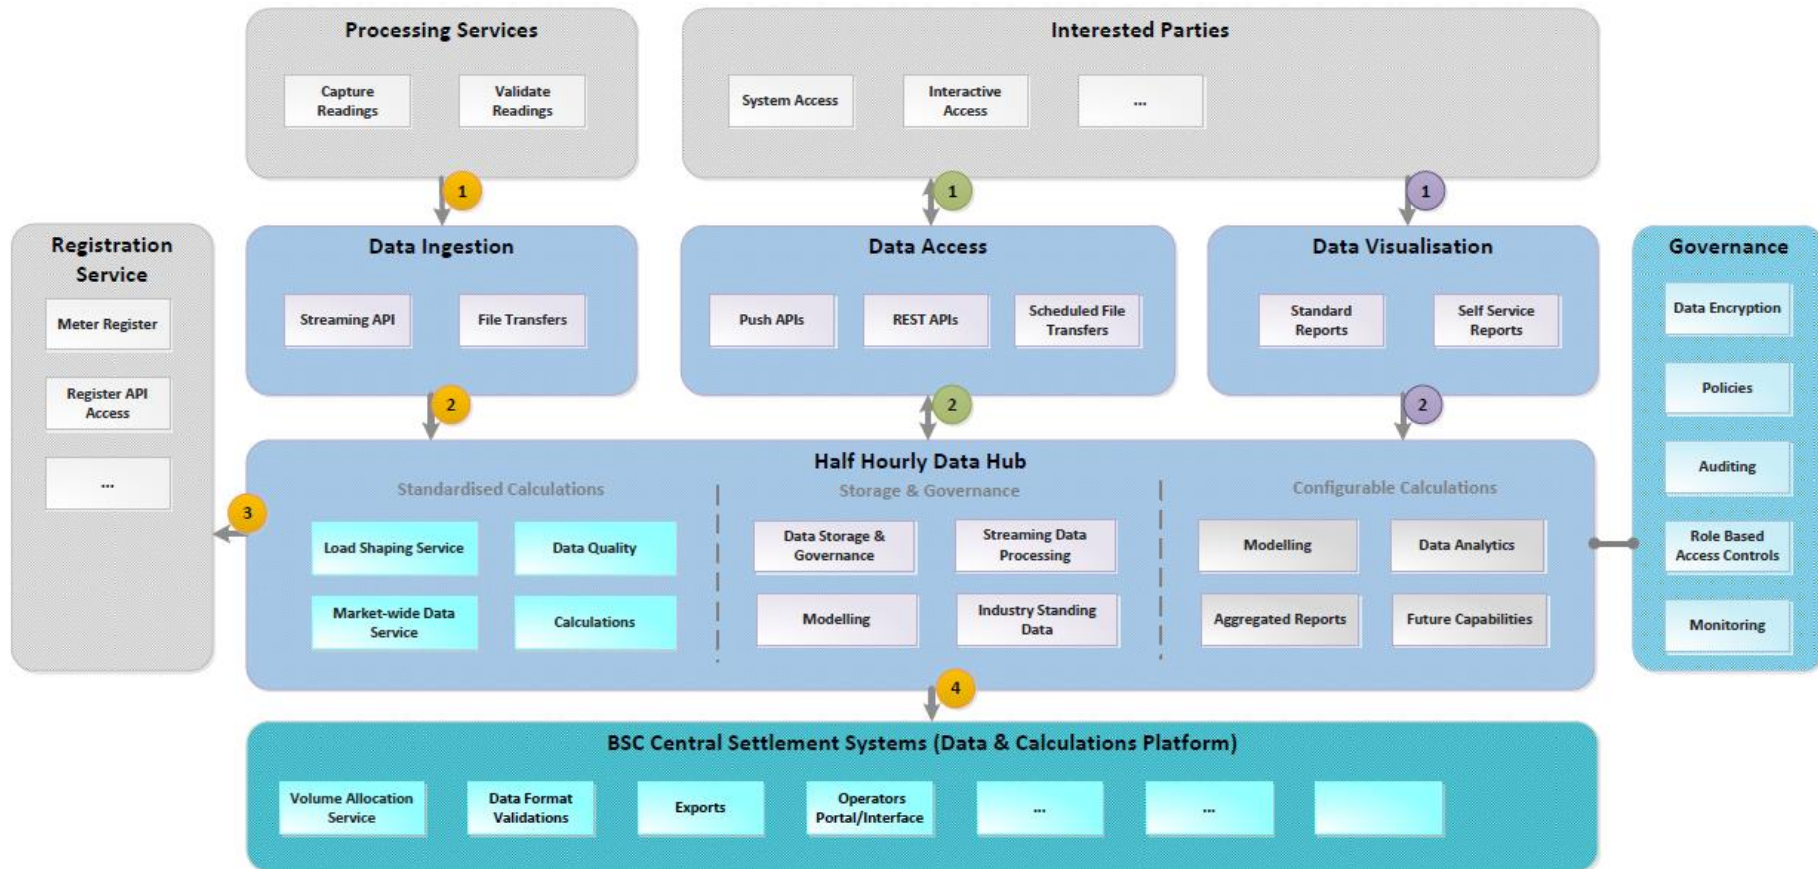 Processing Services
Capture
Readings
Validate
Readings
Interested Parties
System Access
Interactive
Access
...
1
1
1
Registration
Service
Meter Register
Register API
Access
...
Data Ingestion
Streaming API
File Transfers
Data Access
Push APIs
REST APIs
Scheduled File
Transfers
Data Visualisation
Standard
Reports
Self Service
Reports
Governance
Data Encryption
Policies
Auditing
Role Based
Access Controls
Monitoring
2
2
2
Half Hourly Data Hub
Standardised Calculations
Load Shaping Service
Data Quality
Market-wide Data
Service
Calculations
Storage & Governance
Data Storage &
Governance
Streaming Data
Processing
Modelling
Industry Standing
Data
Configurable Calculations
Modelling
Data Analytics
Aggregated Reports
Future Capabilities
3
4
BSC Central Settlement Systems (Data & Calculations Platform)
Volume Allocation
Service
Data Format
Validations
Exports
Operators
Portal/Interface
...
...